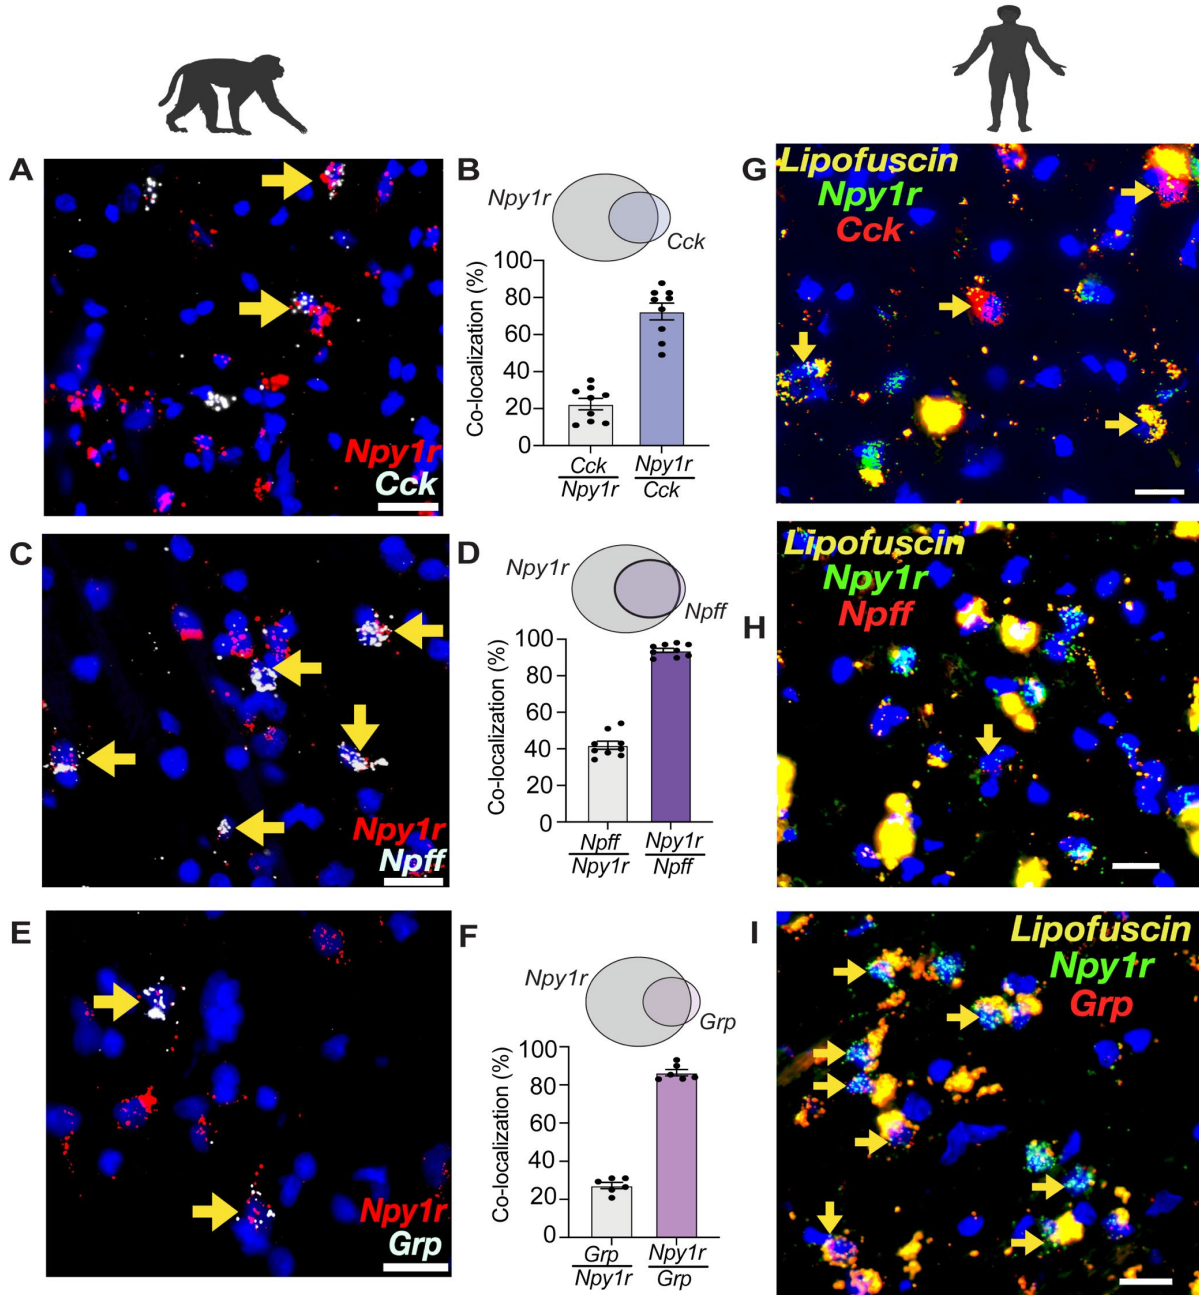 A
Npy1r
Cck
B
Npy1r
Cck
Co-localization (%)
100
80
60
40
20
0
Cck
Npy1r
Npy1r
Cck
G
Lipofuscin
Npy1r
Cck
C
Npy1r
Npff
D
Npy1r
Npff
Co-localization (%)
100
80
60
40
20
0
Npff
Npy1r
Npy1r
Npff
H
Lipofuscin
Npy1r
Npff
E
Npy1r
Grp
F
Npy1r
Grp
Co-localization (%)
100
80
60
40
20
0
Grp
Npy1r
Npy1r
Grp
I
Lipofuscin
Npy1r
Grp